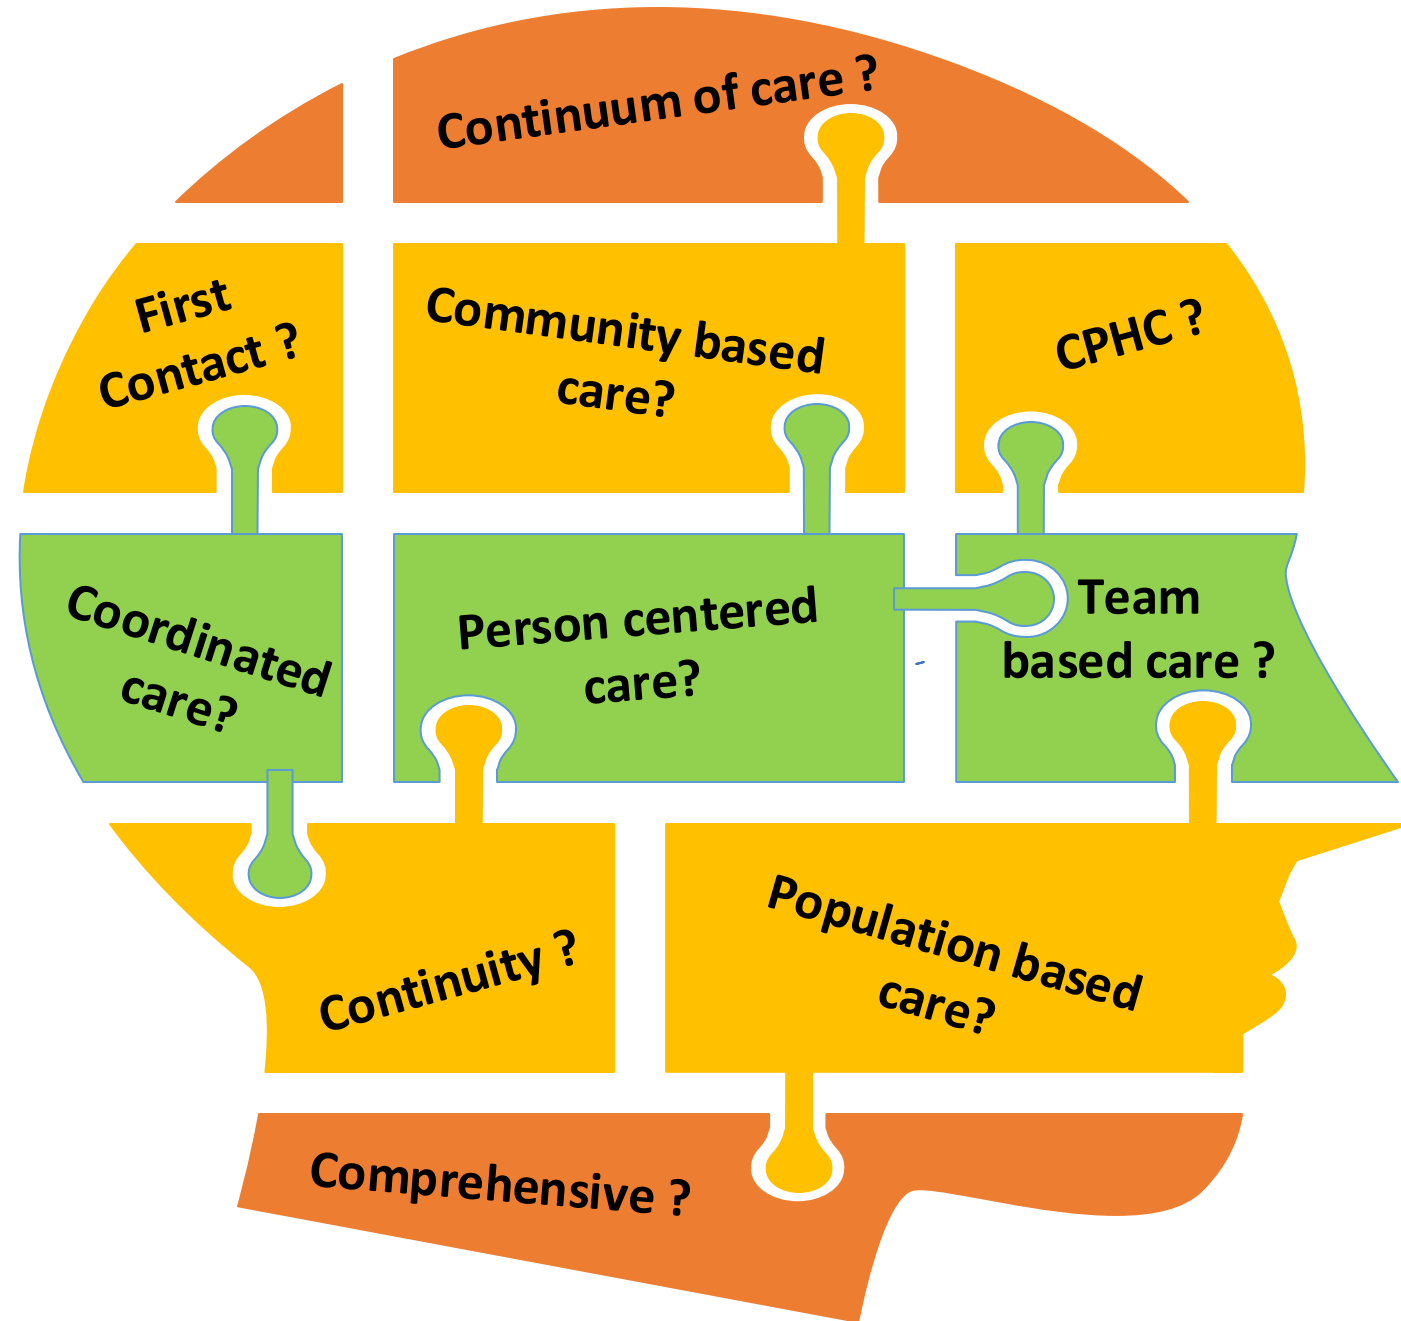 Continuum of care ?
First
Contact ?
Community based
care?
CPHC ?
Coordinated
care?
Person centered
care?
Team
based care ?
Continuity ?
Population based
care?
Comprehensive ?